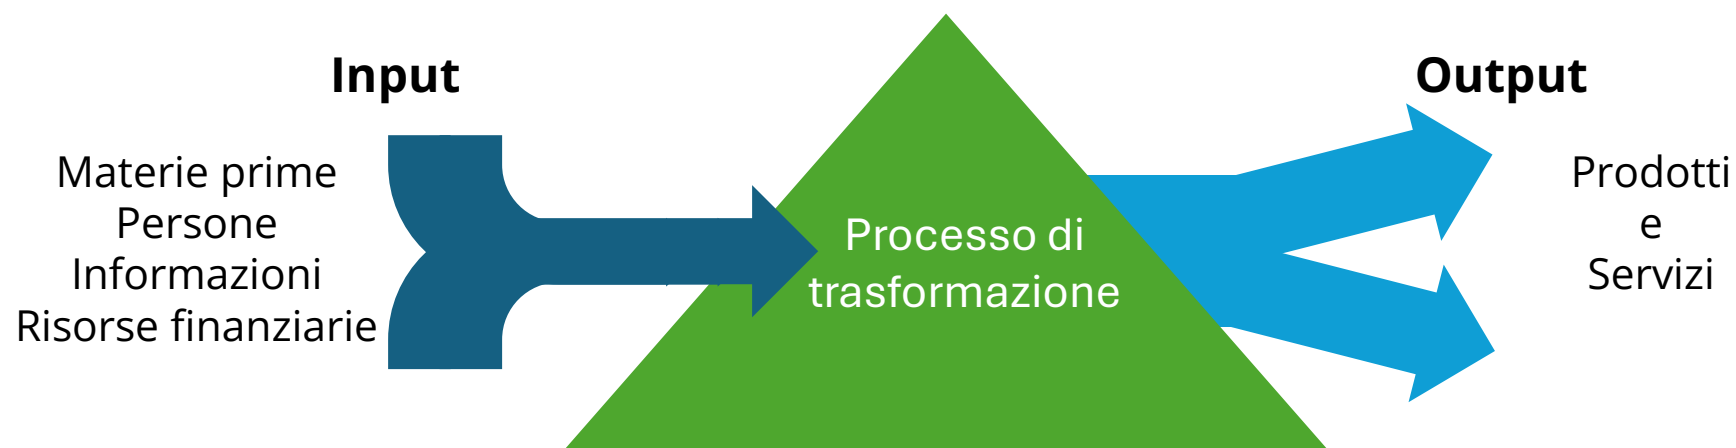 Input
Materie prime
Persone
Informazioni
Risorse finanziarie
Processo di
trasformazione
Output
Prodotti
e
Servizi